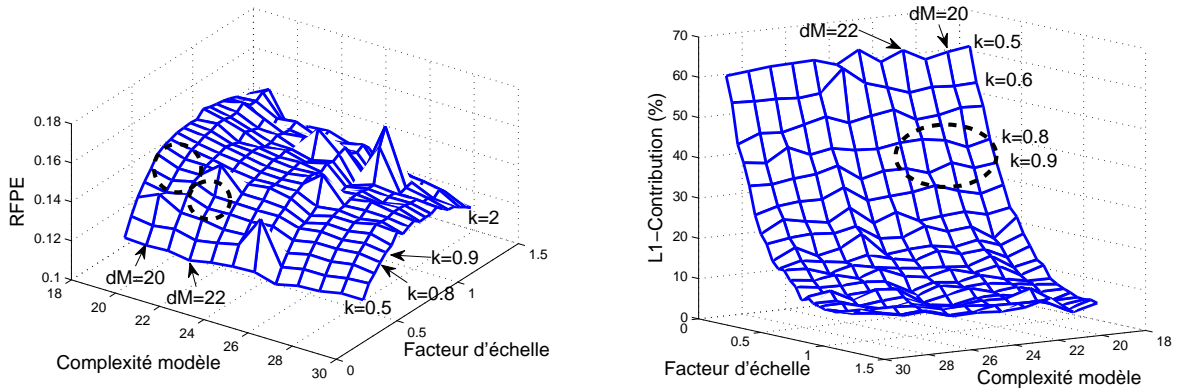 RFPE
0.18
0.16
0.14
0.12
0.1
18
20
22
24
26
28
30
0
0.5
1
1.5
dM=20
dM=22
k=0.5
k=0.8
k=0.9
k=2
Complexité modèle
Facteur d'échelle
L1−Contribution (%)
70
60
50
40
30
20
10
0
0
0.5
1
1.5
30
28
26
24
22
20
18
dM=22
dM=20
k=0.5
k=0.6
k=0.8
k=0.9
Facteur d'échelle
Complexité modèle